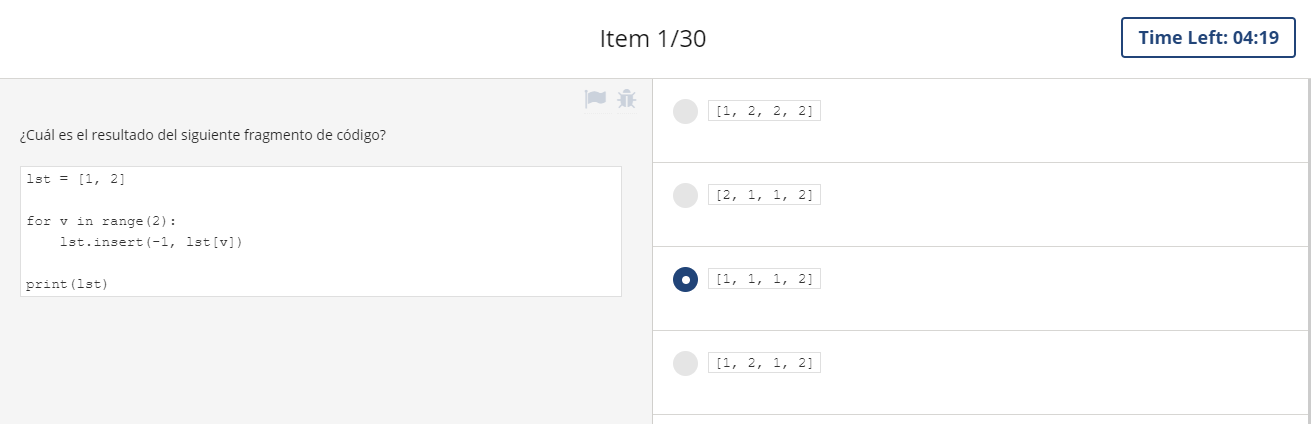 Item 1/30
Time Left: 04:19
¿Cuál es el resultado del siguiente fragmento de código?
lst = [1, 2]
for v in range(2):
    lst.insert(-1, lst[v])
print(lst)
[1, 2, 2, 2]
[2, 1, 1, 2]
[1, 1, 1, 2]
[1, 2, 1, 2]